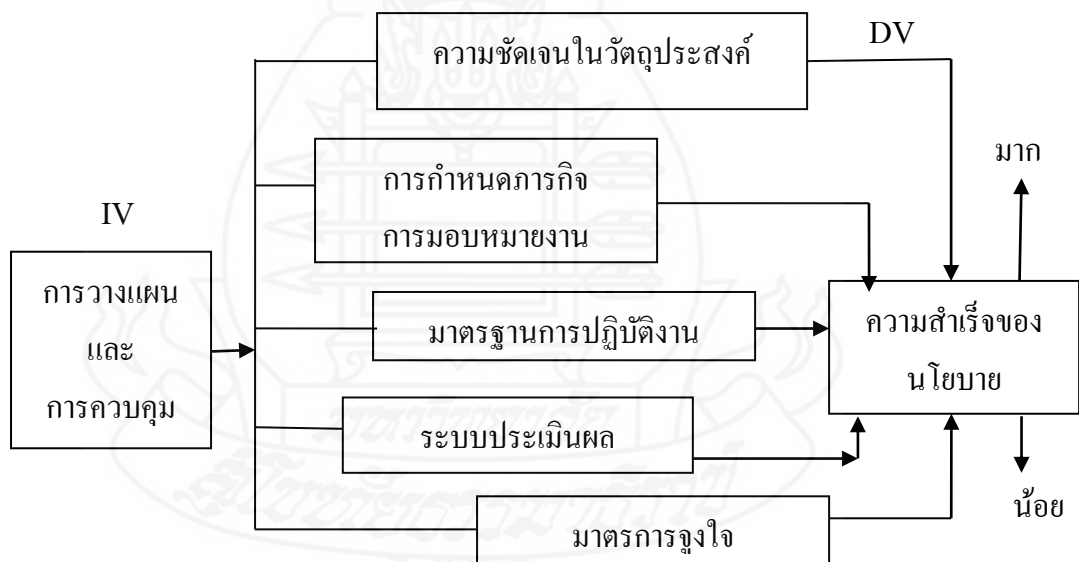 ความชัดเจนในวัตถุประสงค์
DV
มาก
การกำหนดภารกิจ
การมอบหมายงาน
IV
การวางแผน
และ
การควบคุม
มาตรฐานการปฏิบัติงาน
ความสำเร็จของ
นโยบาย
ระบบประเมินผล
น้อย
มาตรการจูงใจ